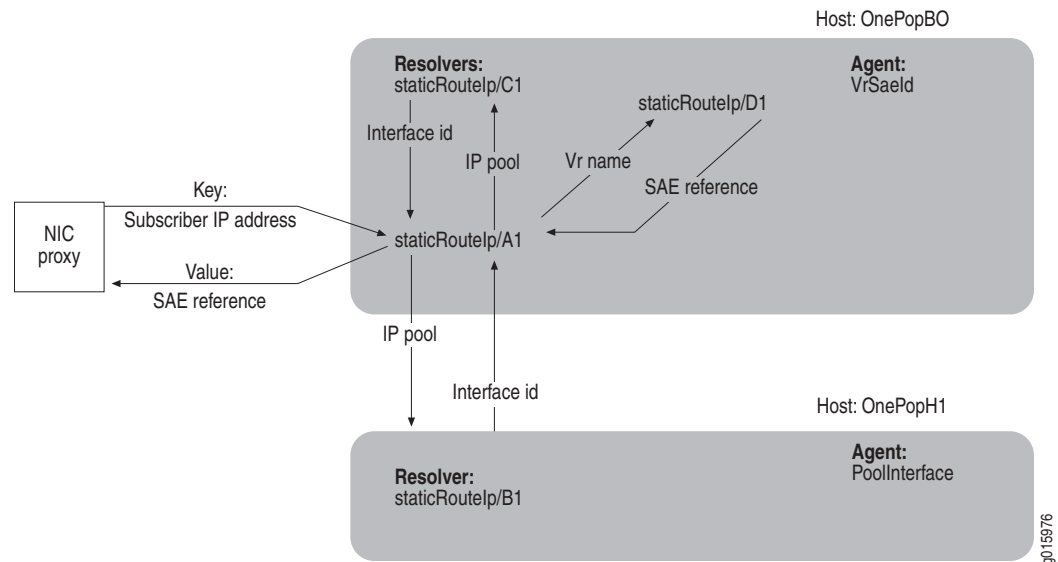 Host: OnePopBO
Resolvers:
staticRouteIp/C1
Agent:
VrSaeId
staticRouteIp/D1
Interface id
IP pool
Vr name
SAE reference
Key:
Subscriber IP address
NIC
proxy
staticRouteIp/A1
Value:
SAE reference
IP pool
Interface id
Host: OnePopH1
Agent:
PoolInterface
Resolver:
staticRouteIp/B1
g015976